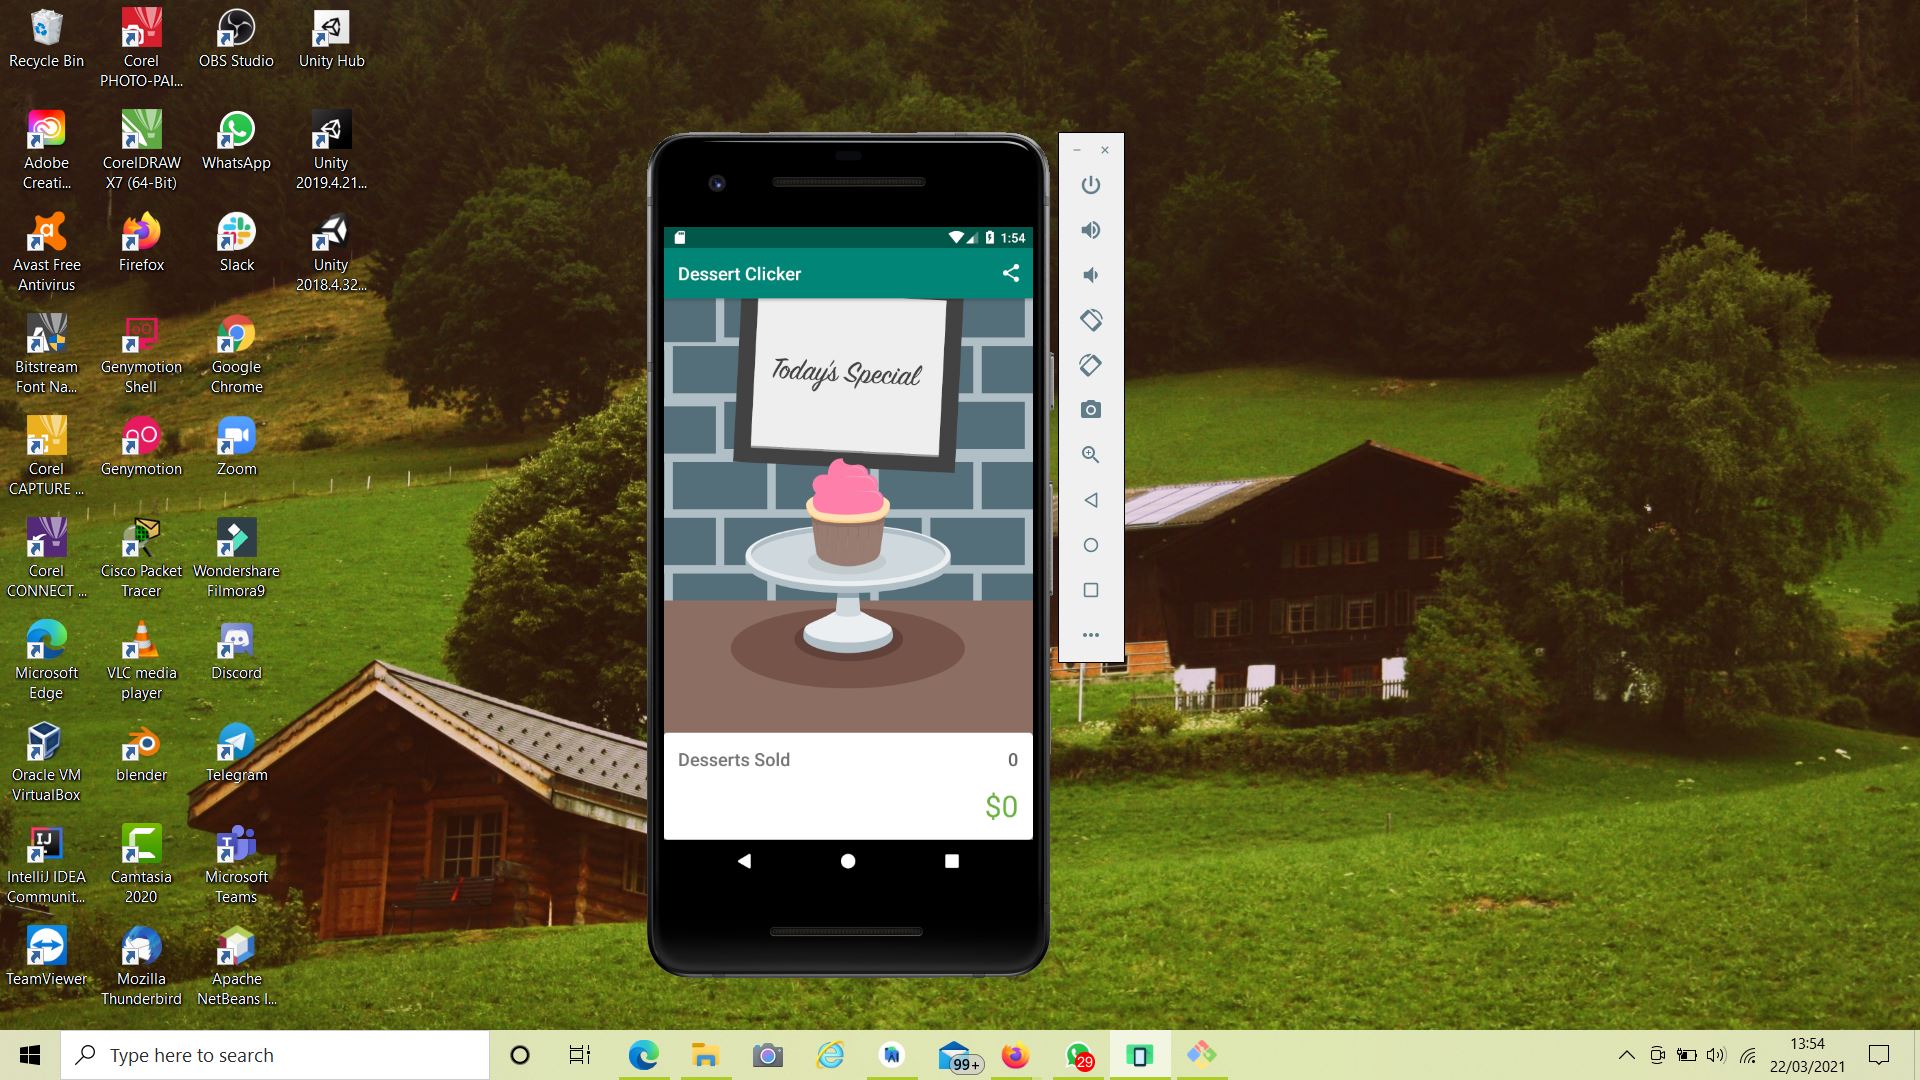 Recycle Bin
Corel
PHOTO-PAI...
OBS Studio
Unity Hub
Adobe
Creati...
CorelDRAW
X7 (64-Bit)
WhatsApp
Unity
2019.4.21...
Avast Free
Antivirus
Firefox
Slack
Unity
2018.4.32...
Bitstream
Font Na...
Genymotion
Shell
Google
Chrome
Corel
CAPTURE ...
Genymotion
Zoom
Corel
CONNECT ...
Cisco Packet
Tracer
Wondershare
Filmora9
Microsoft
Edge
VLC media
player
Discord
Oracle VM
VirtualBox
blender
Telegram
IntelliJ IDEA
Communit...
Camtasia
2020
Microsoft
Teams
TeamViewer
Mozilla
Thunderbird
Apache
NetBeans I...
1:54
Dessert Clicker
Today's Special
Desserts Sold 0
$0
Type here to search
99+
29
13:54
22/03/2021